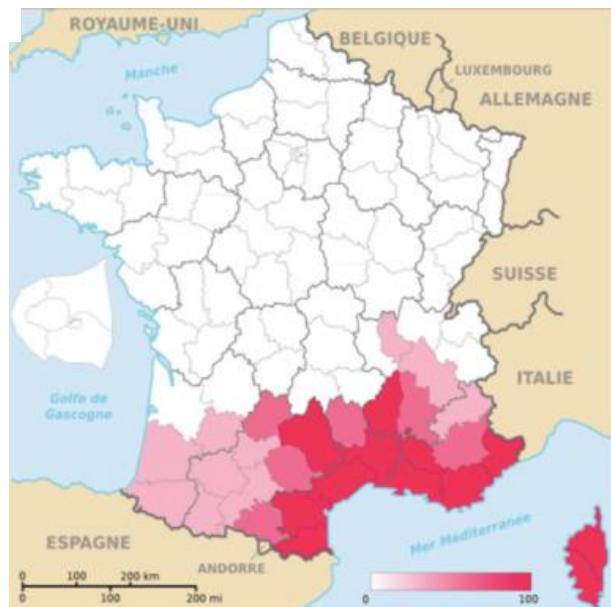 ROYAUME-UNI
BELGIQUE
Manche
LUXEMBOURG
ALLEMAGNE
SUISSE
ITALIE
Golfe de
Gascogne
Mer Méditerranée
ESPAGNE
ANDORRE
0 100 200 km
0 100 200 mi
0 100